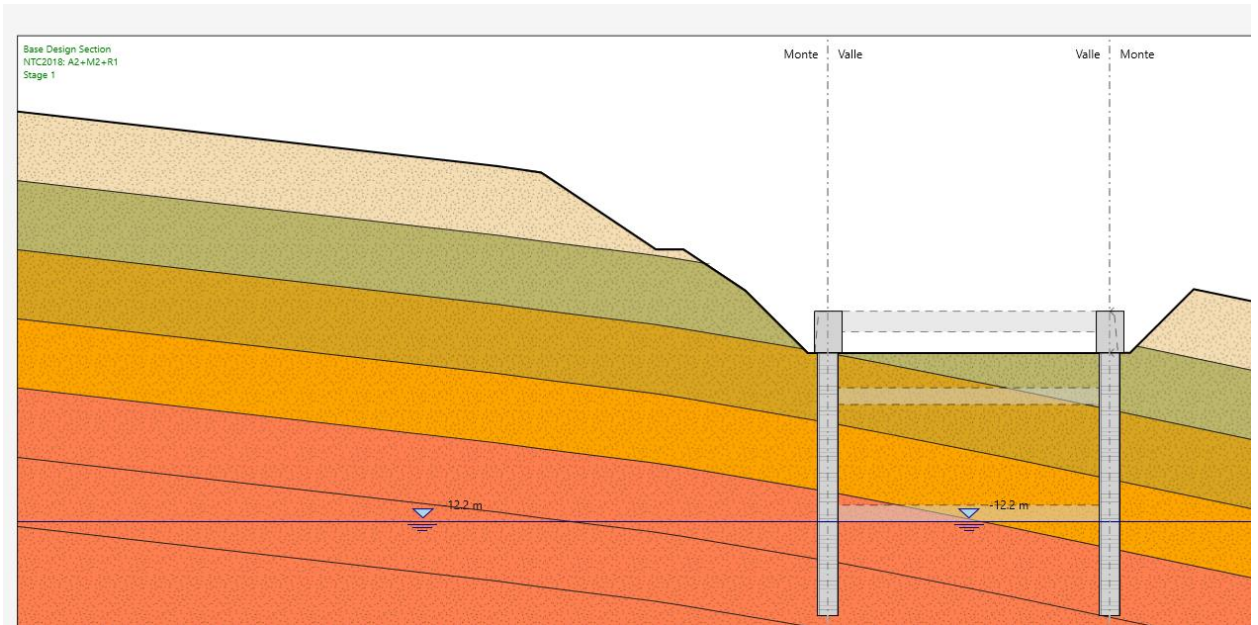 Base Design Section
NTC2018: A2+M2+R1
Stage 1
Monte Valle
Valle Monte
-12.2 m
-12.2 m